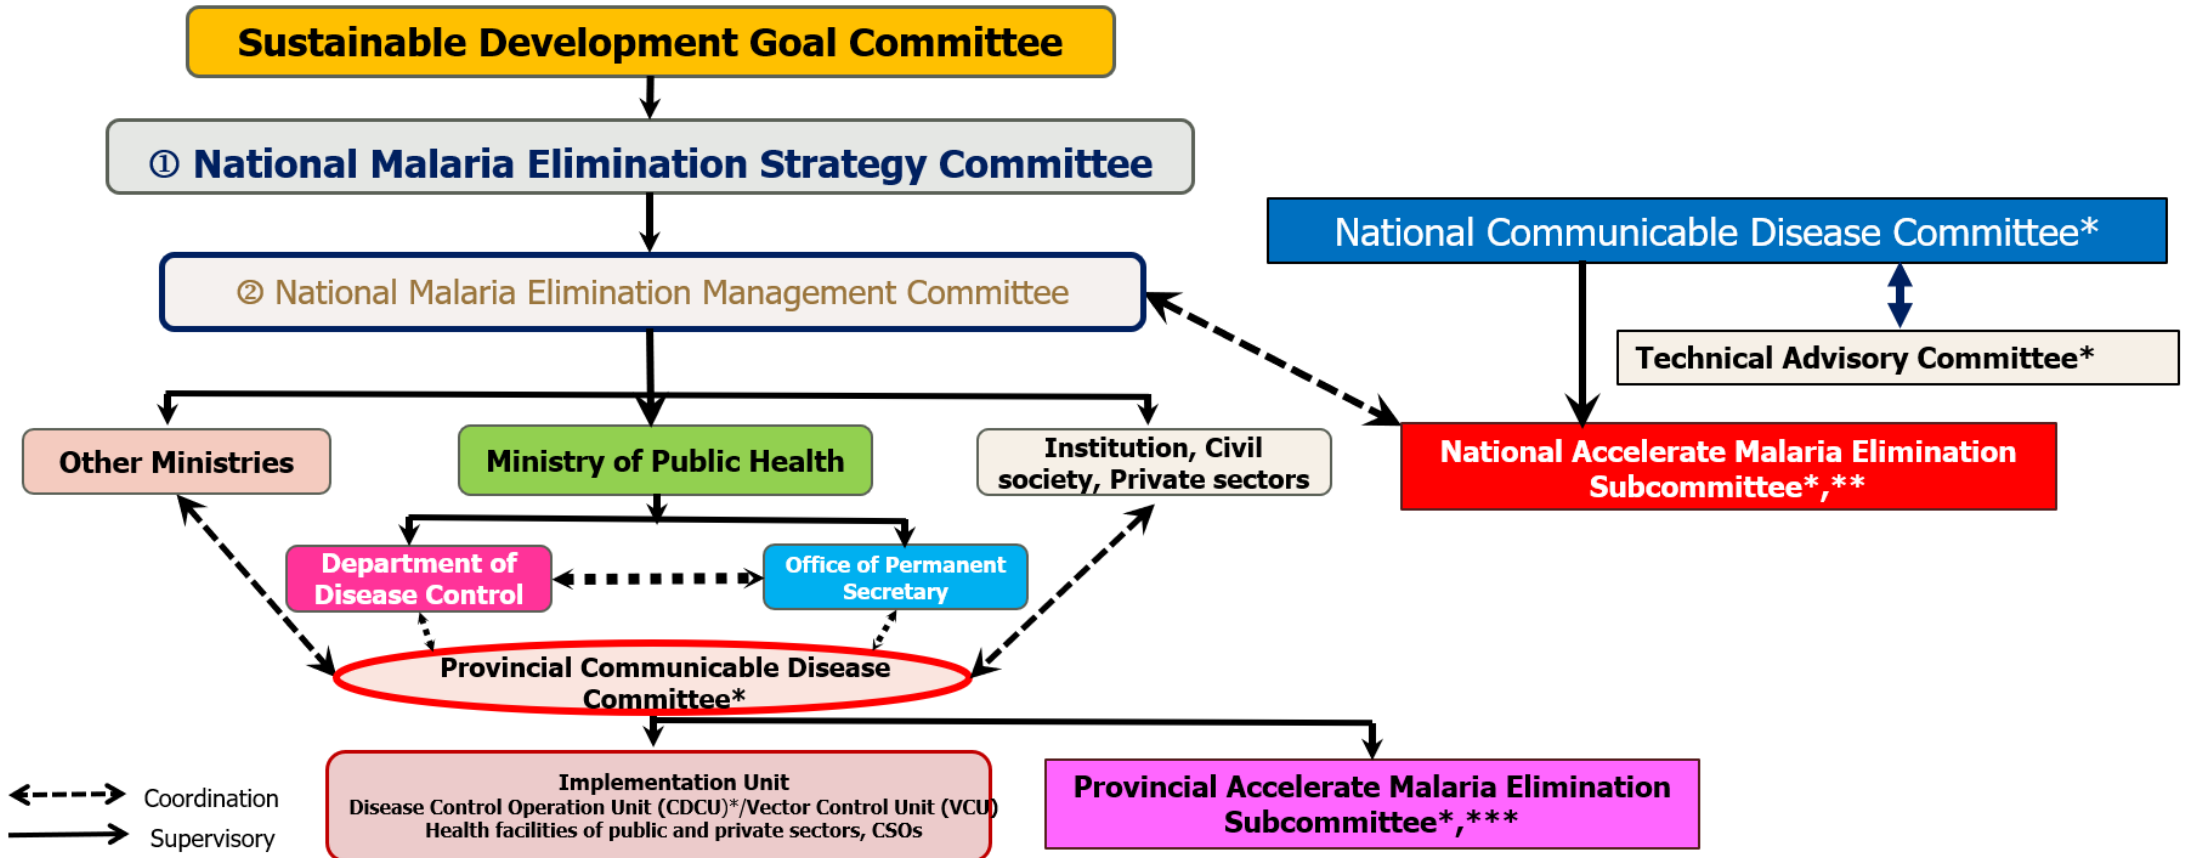 Sustainable Development Goal Committee
① National Malaria Elimination Strategy Committee
National Communicable Disease Committee*
② National Malaria Elimination Management Committee
Technical Advisory Committee*
Other Ministries
Ministry of Public Health
Institution, Civil
society, Private sectors
National Accelerate Malaria Elimination
Subcommittee*,**
Department of
Disease Control
Office of Permanent
Secretary
Provincial Communicable Disease
Committee*
Coordination
Supervisory
Implementation Unit
Disease Control Operation Unit (CDCU)*/Vector Control Unit (VCU)
Health facilities of public and private sectors, CSOs
Provincial Accelerate Malaria Elimination
Subcommittee*,***